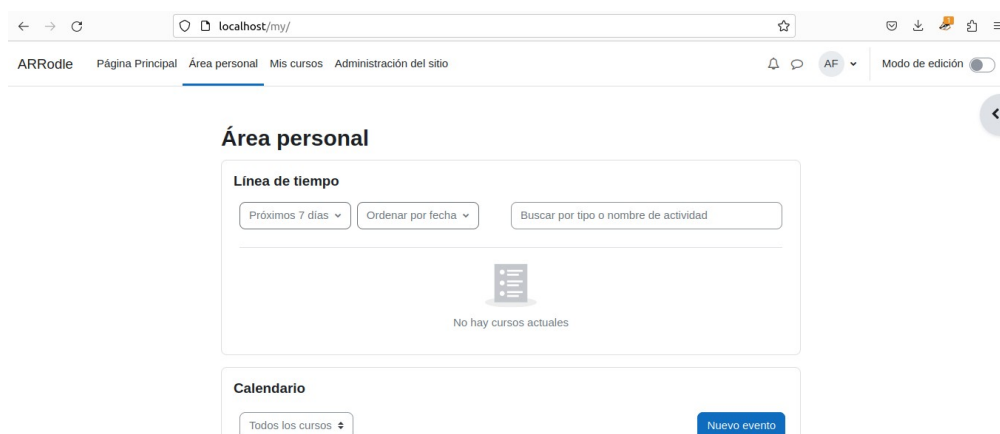 localhost/my/
ARRodle Página Principal Área personal Mis cursos Administración del sitio AF Modo de edición
Área personal
Línea de tiempo
Próximos 7 días Ordenar por fecha Buscar por tipo o nombre de actividad
No hay cursos actuales
Calendario
Todos los cursos Nuevo evento